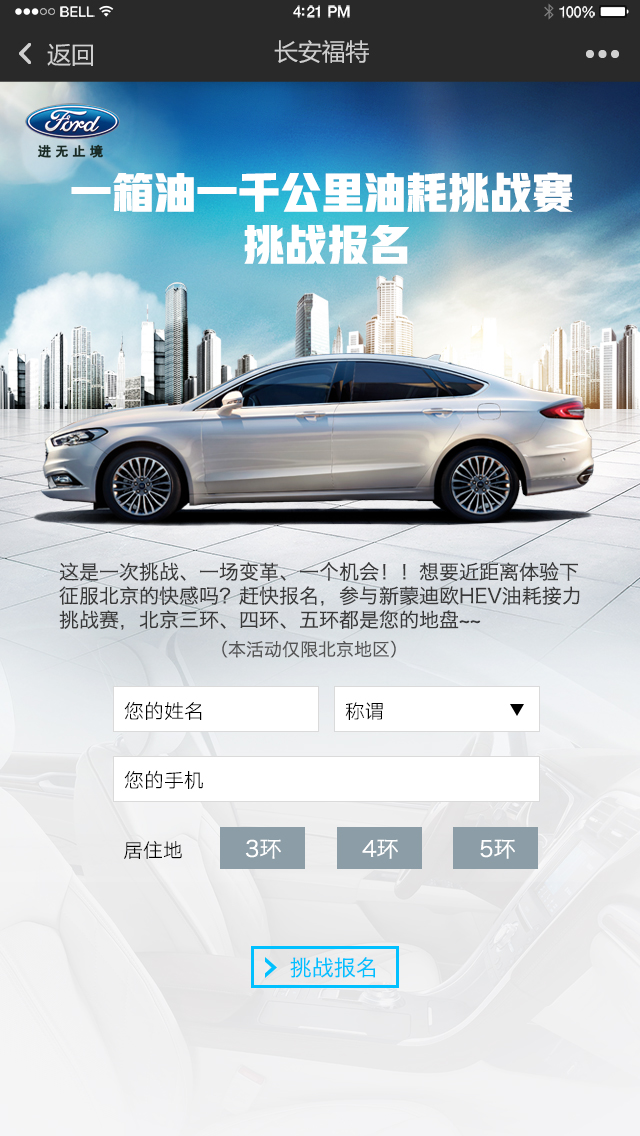 BELL 4:21 PM 100%
返回 长安福特
Ford
进无止境
一箱油一千公里油耗挑战赛
挑战报名
这是一次挑战、一场变革、一个机会！！想要近距离体验下
征服北京的快感吗？赶快报名，参与新蒙迪欧HEV油耗接力
挑战赛，北京三环、四环、五环都是您的地盘~~
（本活动仅限北京地区）
您的姓名 称谓
您的手机
居住地 3环 4环 5环
挑战报名